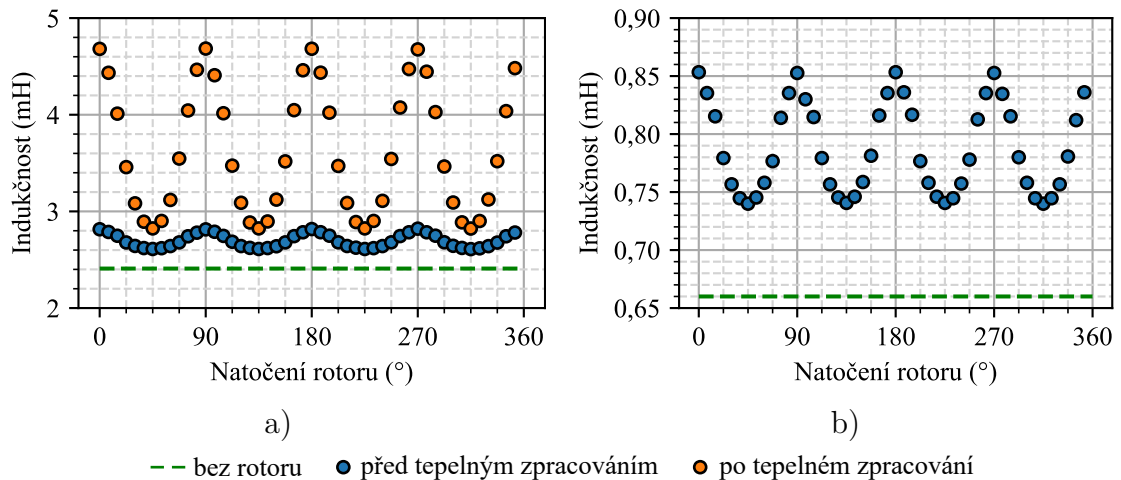 5
4
3
2
Indukčnost (mH)
0 90 180 270 360
Natočení rotoru (°)
a)
0,90
0,85
0,80
0,75
0,70
0,65
Indukčnost (mH)
0 90 180 270 360
Natočení rotoru (°)
b)
bez rotoru před tepelným zpracováním po tepelném zpracování